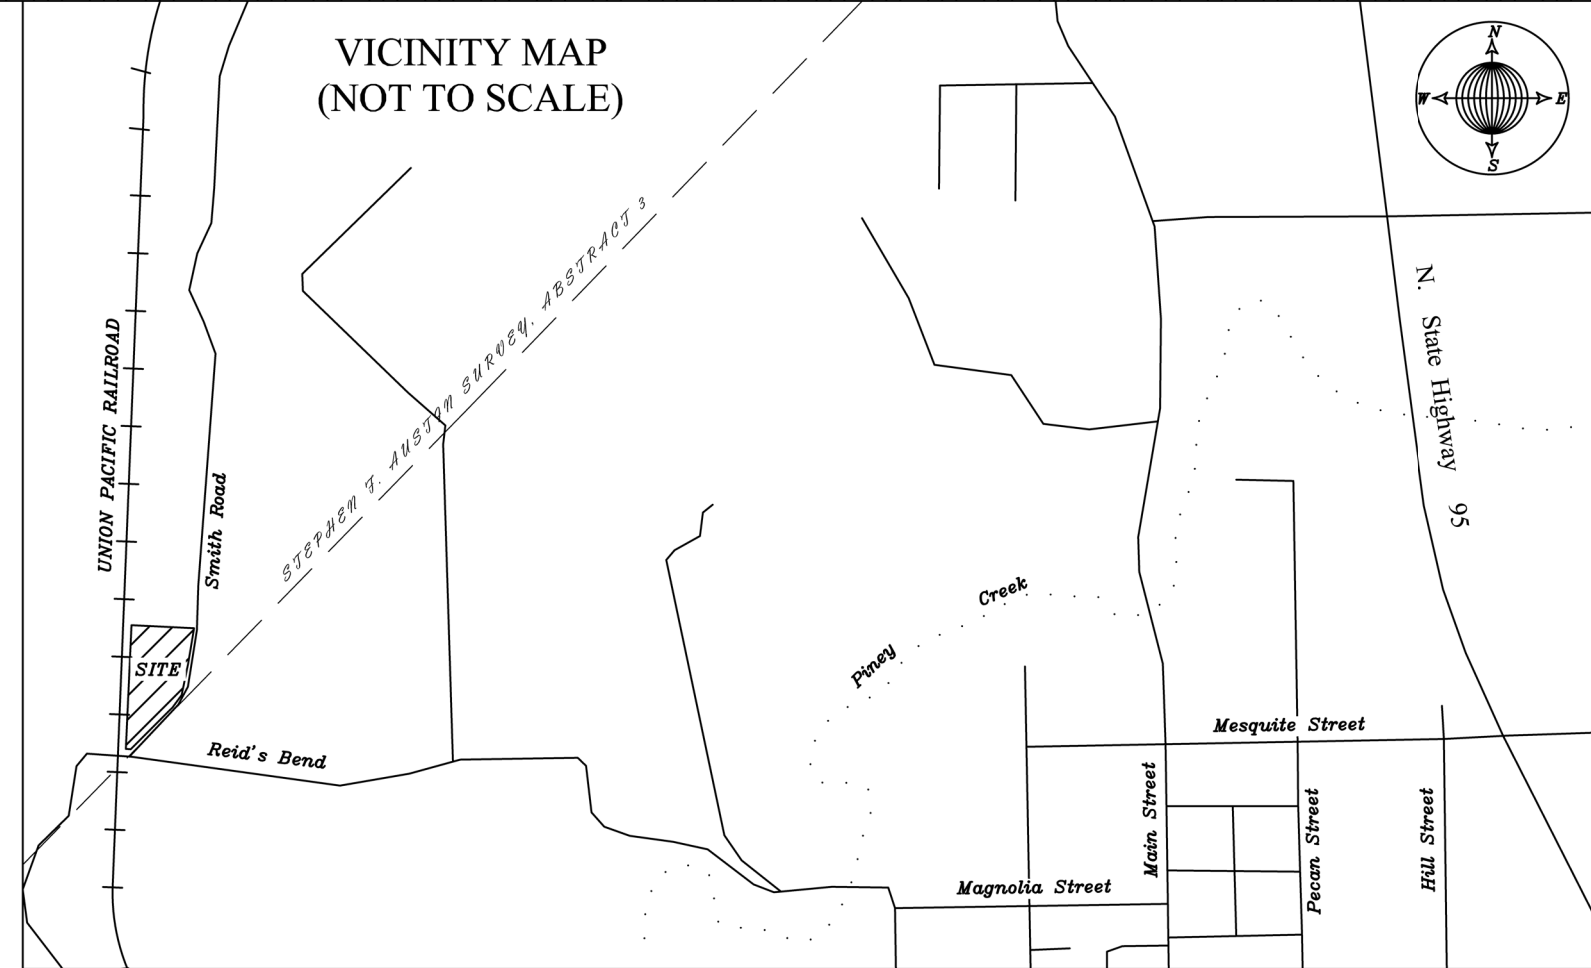 VICINITY MAP
(NOT TO SCALE)
N
W E
S
STEPHEN F. AUSTIN SURVEY, ABSTRACT 3
UNION PACIFIC RAILROAD
Smith Road
N. State Highway 95
SITE
Reid's Bend
Piney Creek
Mesquite Street
Main Street
Pecan Street
Hill Street
Magnolia Street